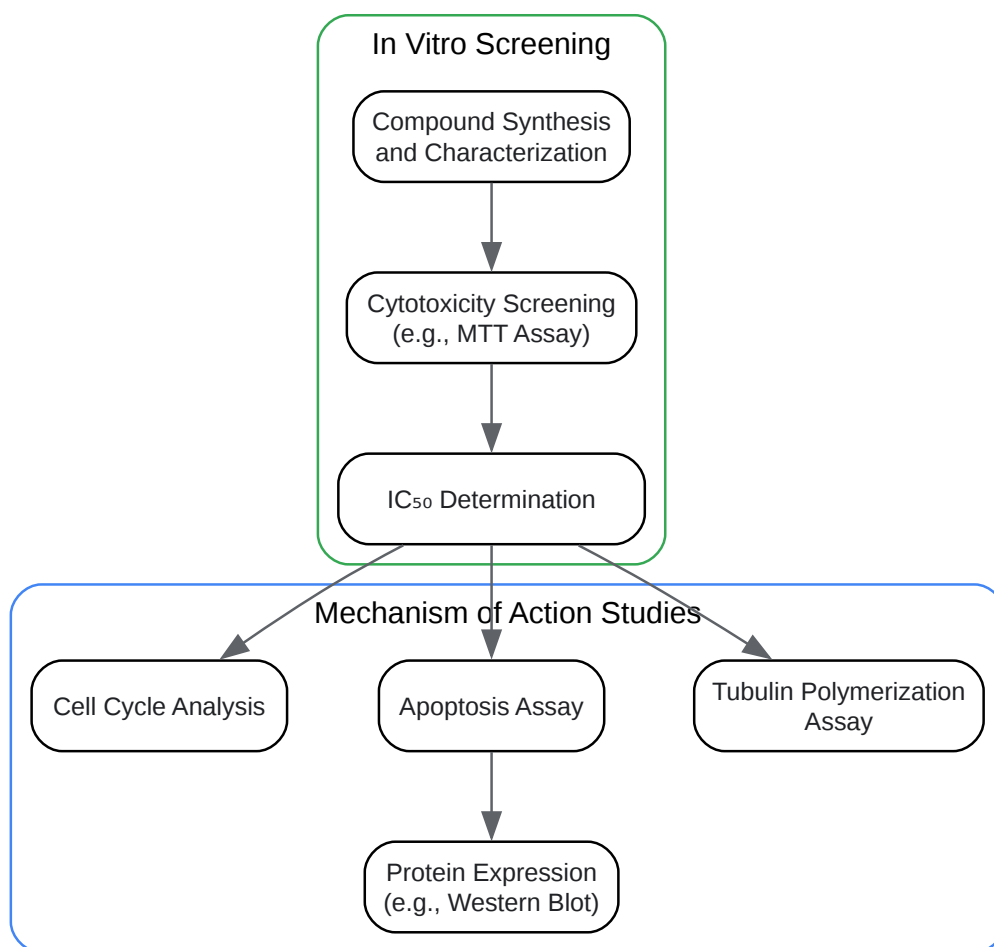 In Vitro Screening
Compound Synthesis
and Characterization
Cytotoxicity Screening
(e.g., MTT Assay)
IC₅₀ Determination
Mechanism of Action Studies
Cell Cycle Analysis
Apoptosis Assay
Tubulin Polymerization
Assay
Protein Expression
(e.g., Western Blot)